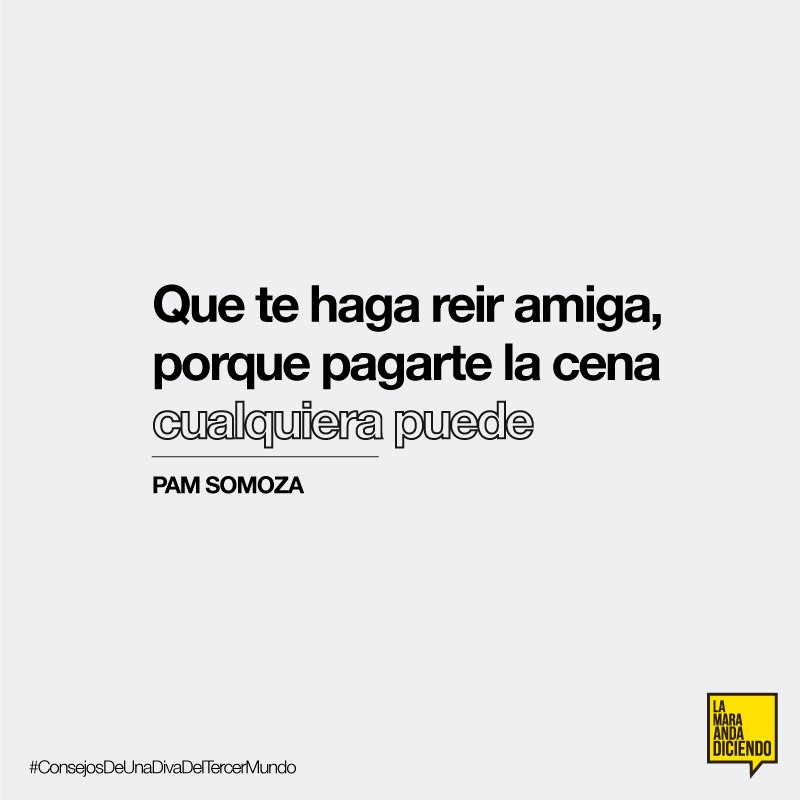 Que te haga reir amiga,
porque pagarte la cena
cualquiera puede
PAM SOMOZA
LA
MARA
ANDA
DICIENDO
#ConsejosDeUnaDivaDelTercerMundo